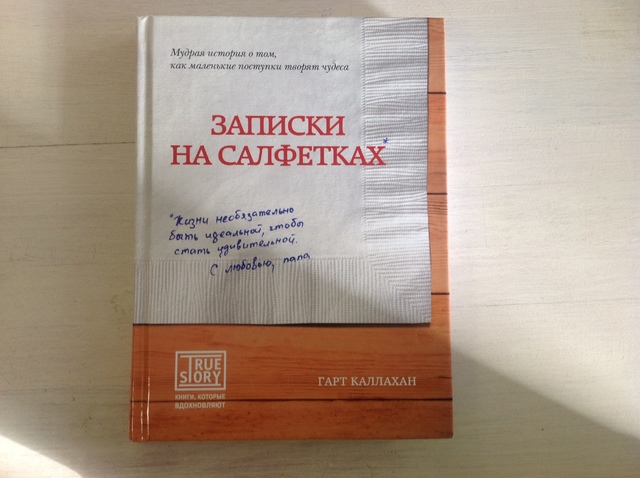 Мудрая история о том,
как маленькие поступки творят чудеса
ЗАПИСКИ
НА САЛФЕТКАХ*
*Жизни необязательно
быть идеальной, чтобы
стать удивительной.
С любовью, папа
TRUE
STORY
КНИГИ, КОТОРЫЕ
ВДОХНОВЛЯЮТ
ГАРТ КАЛЛАХАН